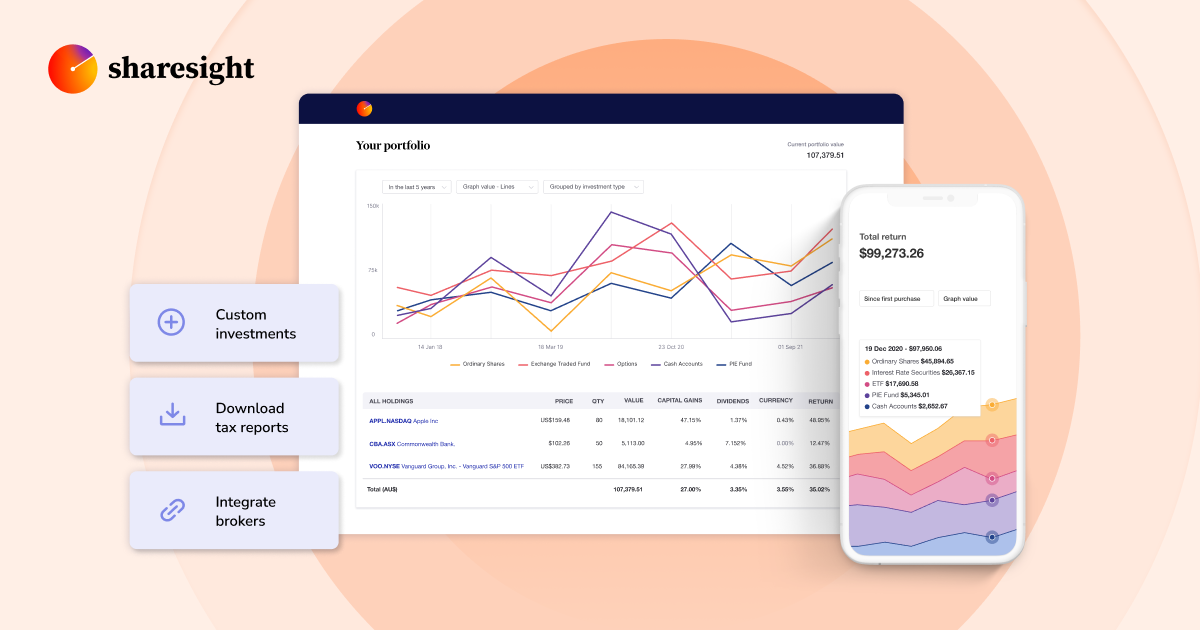 sharesight
Your portfolio
Current portfolio value
107,379.51
In the last 5 years
Graph value - Lines
Grouped by investment type
150k
75k
0
14 Jan 18
18 Mar 19
23 Oct 20
01 Sep 21
Ordinary Shares
Exchange Traded Fund
Options
Cash Accounts
PIE Fund
ALL HOLDINGS PRICE QTY VALUE CAPITAL GAINS DIVIDENDS CURRENCY RETURN
APPL.NASDAQ Apple Inc US$159.46 80 18,101.12 47.15% 1.37% 0.43% 48.95%
CBA.ASX Commonwealth Bank. $102.26 50 5,113.00 4.95% 7.152% 0.00% 12.47%
VOO.NYSE Vanguard Group, Inc. - Vanguard S&P 500 ETF US$382.73 155 84,165.39 27.99% 4.38% 4.52% 36.88%
Total (AU$) 107,379.51 27.00% 3.35% 3.55% 35.02%
Custom
investments
Download
tax reports
Integrate
brokers
Total return
$99,273.26
Since first purchase
Graph value
19 Dec 2020 - $97,950.06
Ordinary Shares $45,894.65
Interest Rate Securities $26,367.15
ETF $17,690.58
PIE Fund $5,345.01
Cash Accounts $2,652.67